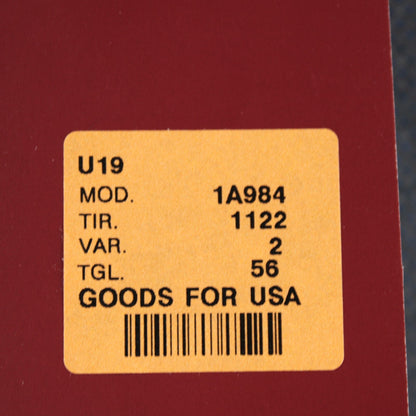 U19
MOD. 1A984
TIR. 1122
VAR. 2
TGL. 56
GOODS FOR USA